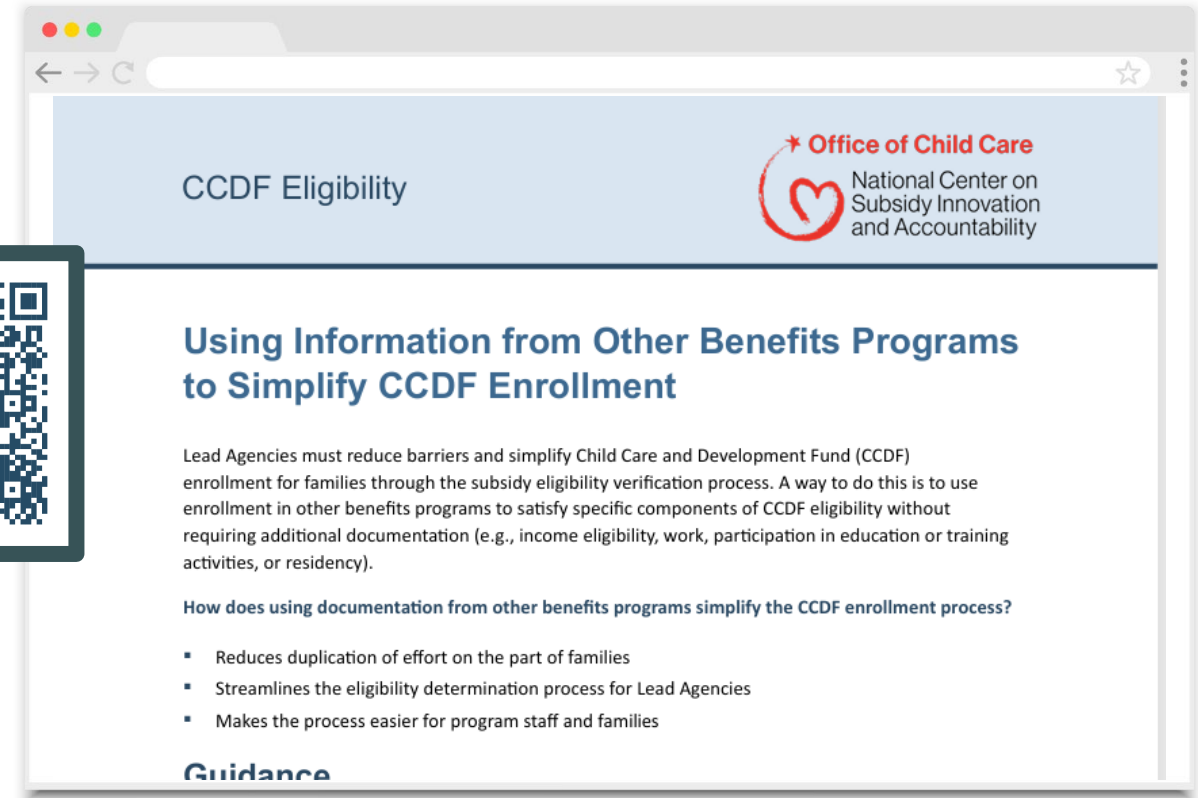 CCDF Eligibility
Office of Child Care
National Center on
Subsidy Innovation
and Accountability
Using Information from Other Benefits Programs
to Simplify CCDF Enrollment
Lead Agencies must reduce barriers and simplify Child Care and Development Fund (CCDF)
enrollment for families through the subsidy eligibility verification process. A way to do this is to use
enrollment in other benefits programs to satisfy specific components of CCDF eligibility without
requiring additional documentation (e.g., income eligibility, work, participation in education or training
activities, or residency).
How does using documentation from other benefits programs simplify the CCDF enrollment process?
▪ Reduces duplication of effort on the part of families
▪ Streamlines the eligibility determination process for Lead Agencies
▪ Makes the process easier for program staff and families
Guidance